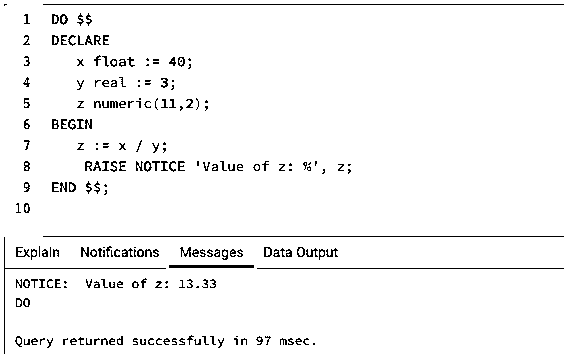 1 DO $$
2 DECLARE
3 x float := 40;
4 y real := 3;
5 z numeric(11,2);
6 BEGIN
7 z := x / y;
8 RAISE NOTICE 'Value of z: %', z;
9 END $$;
10
Explain Notifications Messages Data Output
NOTICE: Value of z: 13.33
DO
Query returned successfully in 97 msec.